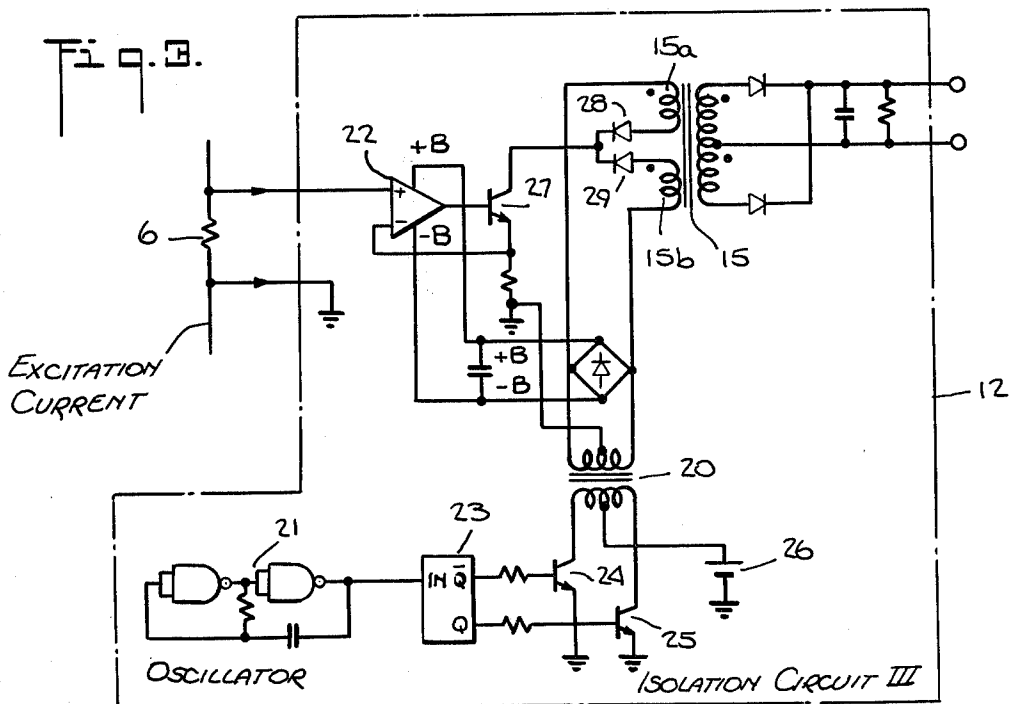 Fig. 3.
15a
28
22
+B
+
-
-B
27
29
6
15b
15
EXCITATION
CURRENT
+B
-B
12
20
21
23
26
IN Q̅
24
Q
25
OSCILLATOR
ISOLATION CIRCUIT III